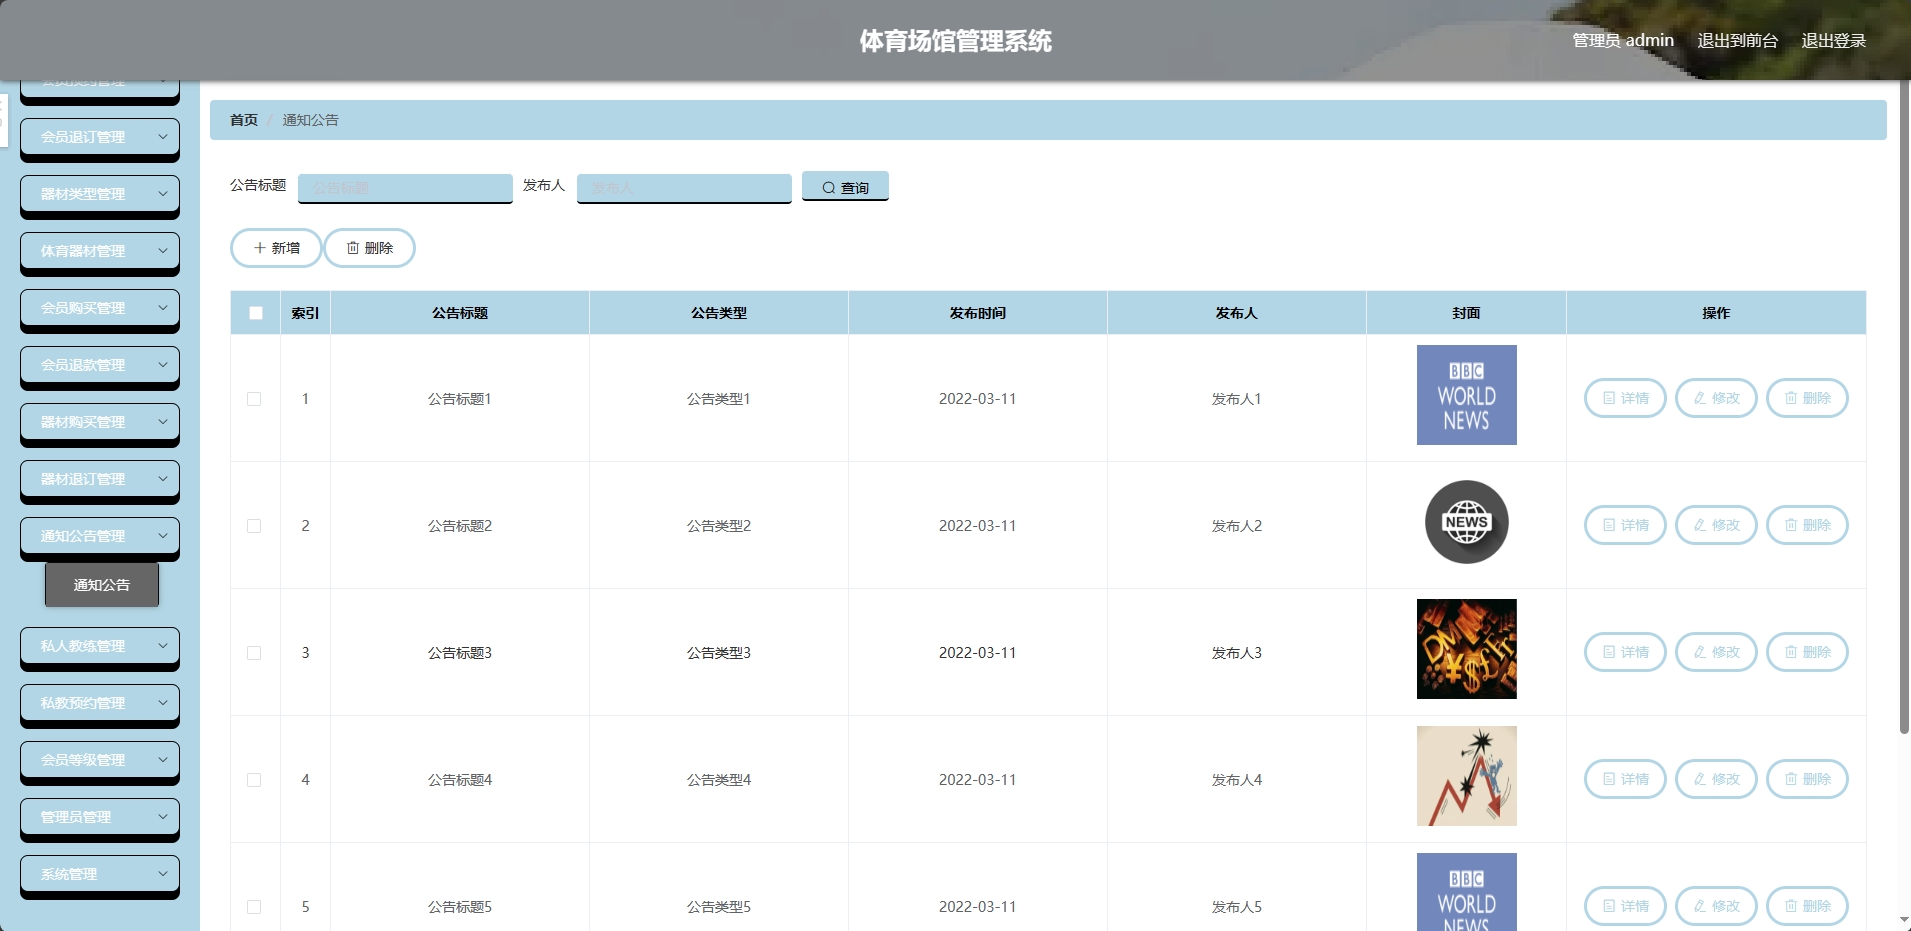 体育场馆管理系统
管理员 admin 退出到前台 退出登录
会员预约管理
会员退订管理
器材类型管理
体育器材管理
会员购买管理
会员退款管理
器材购买管理
器材退订管理
通知公告管理
通知公告
私人教练管理
私教预约管理
会员等级管理
管理员管理
系统管理
首页 / 通知公告
公告标题 公告标题 发布人 发布人 查询
新增 删除
索引 公告标题 公告类型 发布时间 发布人 封面 操作
1 公告标题1 公告类型1 2022-03-11 发布人1 BBC WORLD NEWS 详情 修改 删除
2 公告标题2 公告类型2 2022-03-11 发布人2 NEWS 详情 修改 删除
3 公告标题3 公告类型3 2022-03-11 发布人3 详情 修改 删除
4 公告标题4 公告类型4 2022-03-11 发布人4 详情 修改 删除
5 公告标题5 公告类型5 2022-03-11 发布人5 BBC WORLD NEWS 详情 修改 删除